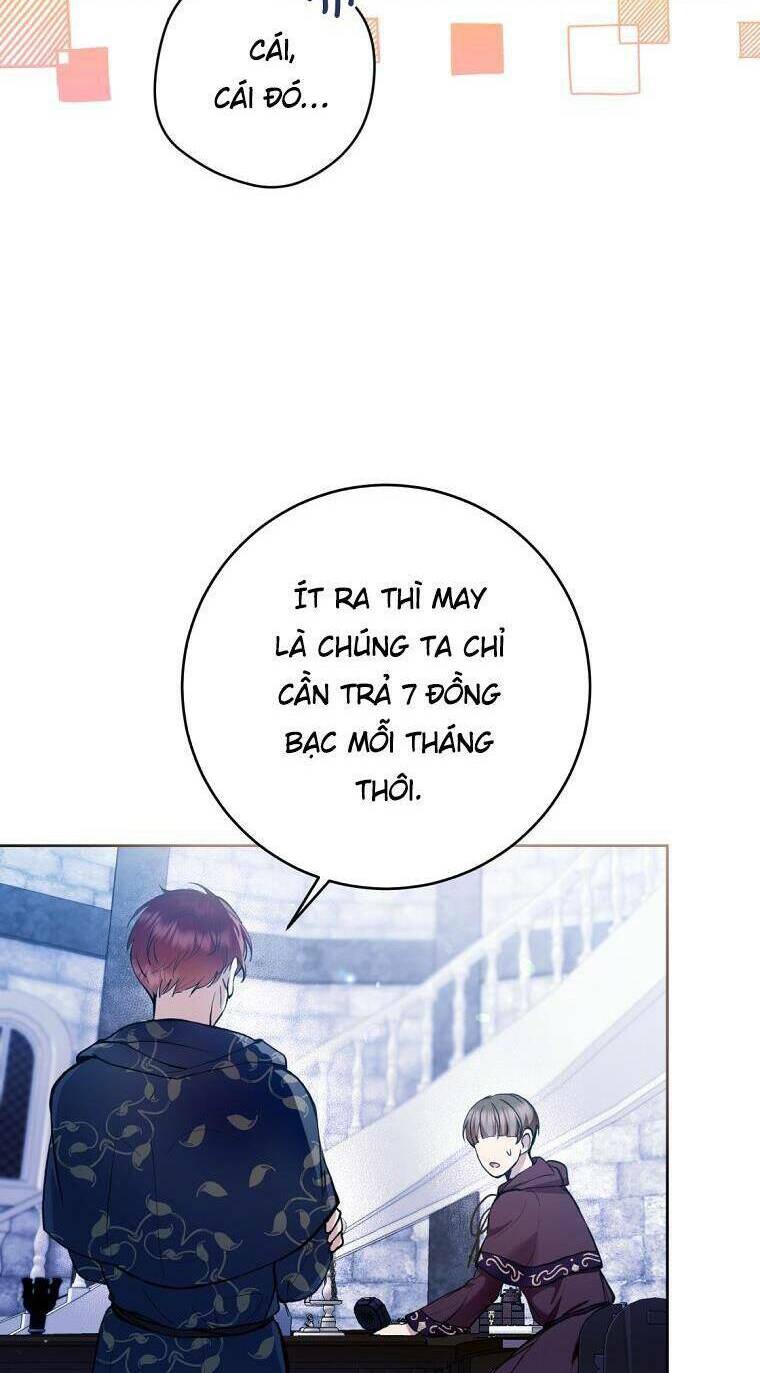 CÁI,
CÁI ĐÓ...
ÍT RA THÌ MAY
LÀ CHÚNG TA CHỈ
CẦN TRẢ 7 ĐỒNG
BẠC MỖI THÁNG
THÔI.